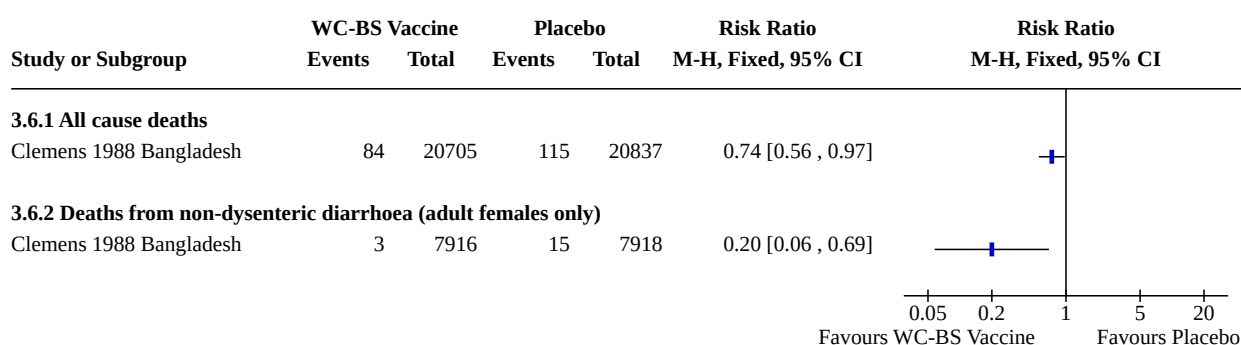 WC-BS Vaccine Placebo Risk Ratio Risk Ratio
Study or Subgroup Events Total Events Total M-H, Fixed, 95% CI M-H, Fixed, 95% CI
3.6.1 All cause deaths
Clemens 1988 Bangladesh 84 20705 115 20837 0.74 [0.56 , 0.97]
3.6.2 Deaths from non-dysenteric diarrhoea (adult females only)
Clemens 1988 Bangladesh 3 7916 15 7918 0.20 [0.06 , 0.69]
0.05 0.2 1 5 20
Favours WC-BS Vaccine Favours Placebo